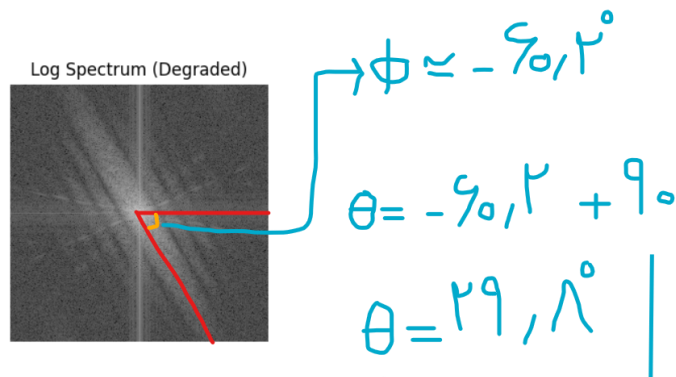 Log Spectrum (Degraded)
ϕ ≃ -۶۰,۲°
θ= -۶۰,۲ + ۹۰
θ= ۲۹,۸°